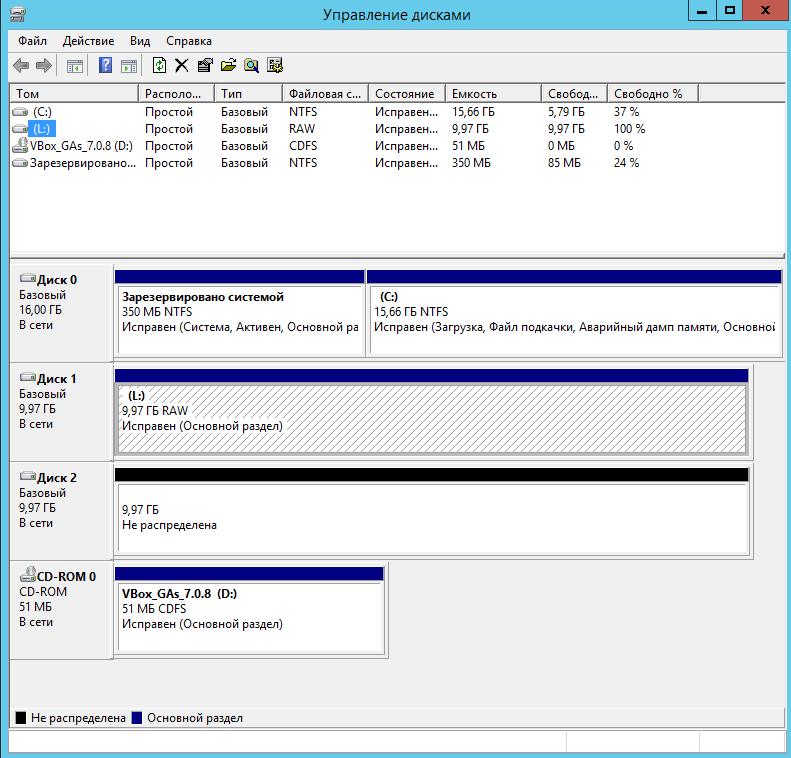 Управление дисками
Файл Действие Вид Справка
Том Располо... Тип Файловая с... Состояние Емкость Свобод... Свободно %
(C:) Простой Базовый NTFS Исправен... 15,66 ГБ 5,79 ГБ 37 %
(L:) Простой Базовый RAW Исправен... 9,97 ГБ 9,97 ГБ 100 %
VBox_GAs_7.0.8 (D:) Простой Базовый CDFS Исправен... 51 МБ 0 МБ 0 %
Зарезервировано... Простой Базовый NTFS Исправен... 350 МБ 85 МБ 24 %
Диск 0
Базовый
16,00 ГБ
В сети
Зарезервировано системой
350 МБ NTFS
Исправен (Система, Активен, Основной ра
(C:)
15,66 ГБ NTFS
Исправен (Загрузка, Файл подкачки, Аварийный дамп памяти, Основной
Диск 1
Базовый
9,97 ГБ
В сети
(L:)
9,97 ГБ RAW
Исправен (Основной раздел)
Диск 2
Базовый
9,97 ГБ
В сети
9,97 ГБ
Не распределена
CD-ROM 0
CD-ROM
51 МБ
В сети
VBox_GAs_7.0.8 (D:)
51 МБ CDFS
Исправен (Основной раздел)
Не распределена Основной раздел